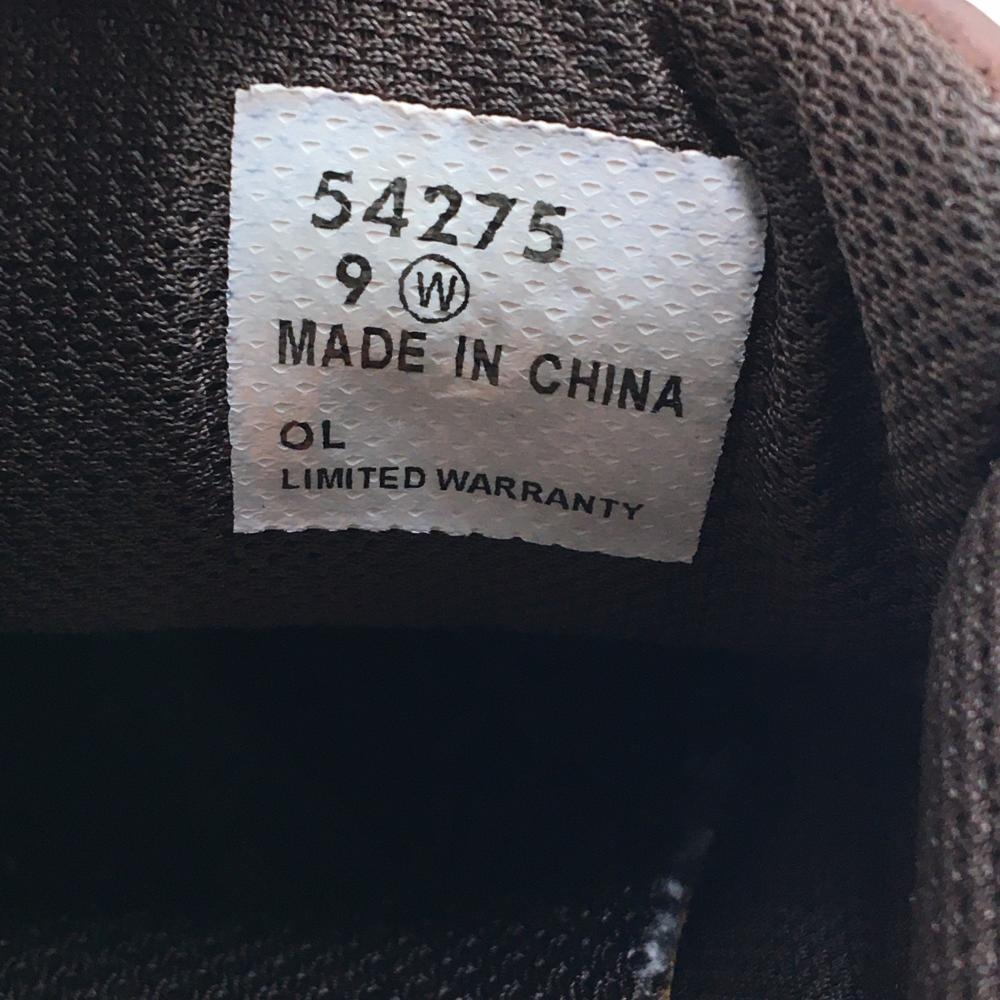 54275
9 W
MADE IN CHINA
OL
LIMITED WARRANTY